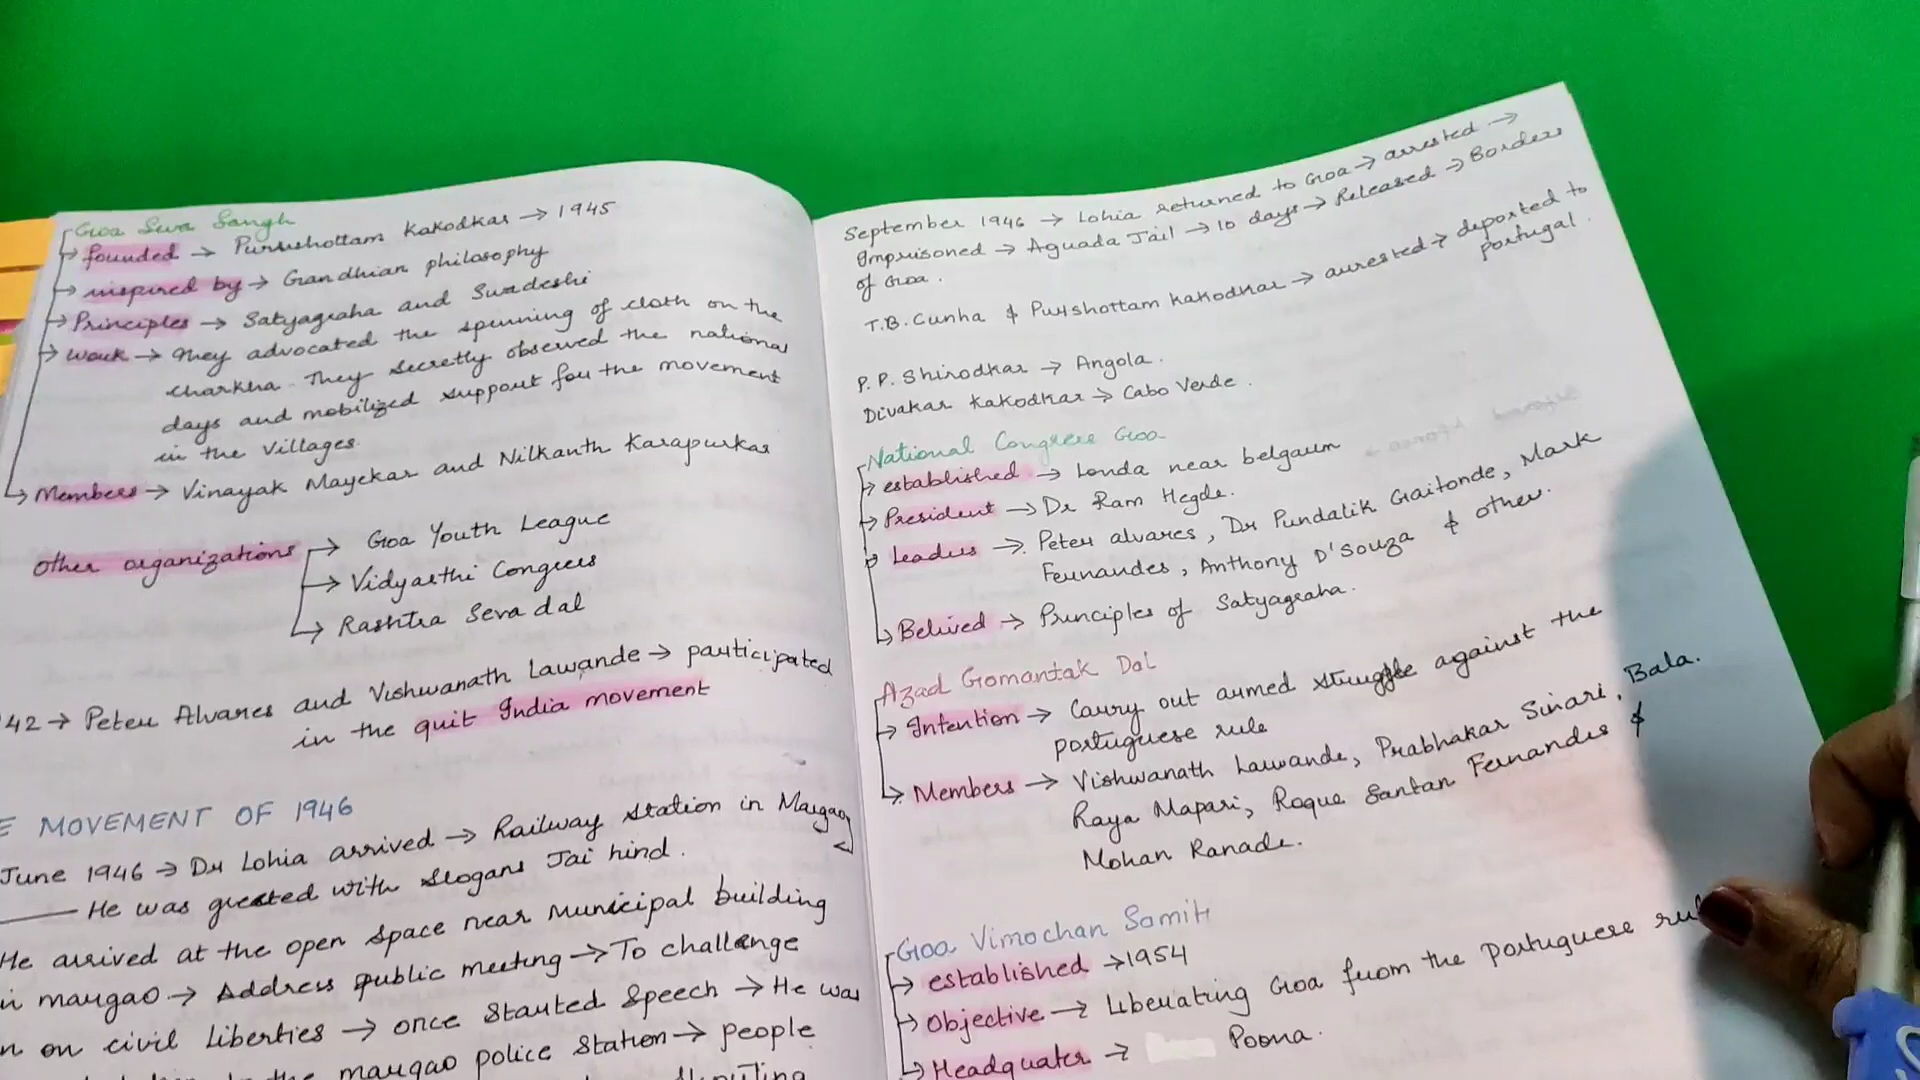 Goa Seva Sangh
founded → Purushottam Kakodkar → 1945
inspired by → Gandhian philosophy
Principles → Satyagraha and Swadeshi
Work → They advocated the spinning of cloth on the
charkha. They secretly observed the national
days and mobilized support for the movement
in the Villages.
Members → Vinayak Mayekar and Nilkanth Karapurkar
other organizations → Goa Youth League
→ Vidyarthi Congress
→ Rashtra Seva dal
42 → Peter Alvares and Vishwanath Lawande → participated
in the quit India movement
E MOVEMENT OF 1946
June 1946 → Dr Lohia arrived → Railway station in Margao
He was greeted with slogans Jai hind.
He arrived at the open space near Municipal building
in margao → Address public meeting → To challenge
n on civil liberties → once started speech → He was
the margao police station → people
September 1946 → Lohia returned to Goa → arrested →
Imprisoned → Aguada Jail → 10 days → Released → Borders
of Goa.
T.B. Cunha & Purshottam Kakodkar → arrested → deported to
portugal.
P.P. Shirodkar → Angola.
Divakar Kakodkar → Cabo Verde.
National Congress Goa
established → Londa near belgaum
President → Dr Ram Hegde.
Leaders → Peter alvares, Dr Pundalik Gaitonde, Mark
Fernandes, Anthony D'Souza & other.
Belived → Principles of Satyagraha.
Azad Gomantak Dal
Intention → Carry out armed struggle against the
portuguese rule
Members → Vishwanath Lawande, Prabhakar Sinari, Bala.
Raya Mapari, Roque Santan Fernandes &
Mohan Ranade.
Goa Vimochan Samiti
established → 1954
Objective → Liberating Goa from the Portuguese rul
Headquater → Poona.